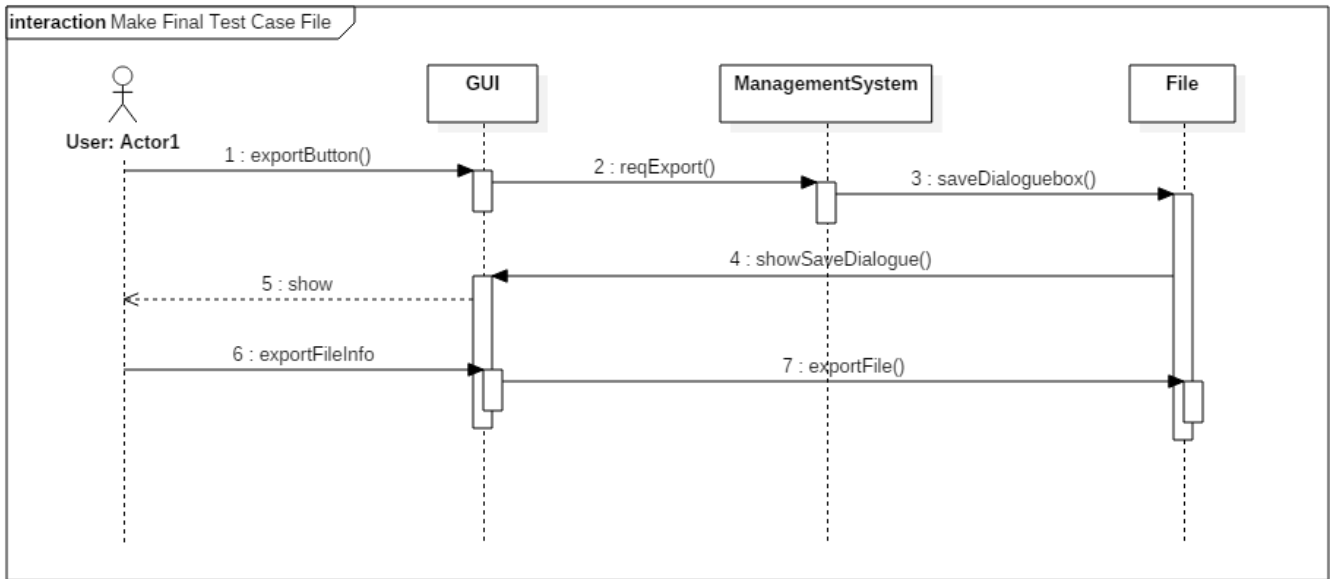 interaction Make Final Test Case File
GUI
ManagementSystem
File
User: Actor1
1 : exportButton()
2 : reqExport()
3 : saveDialoguebox()
4 : showSaveDialogue()
5 : show
6 : exportFileInfo
7 : exportFile()